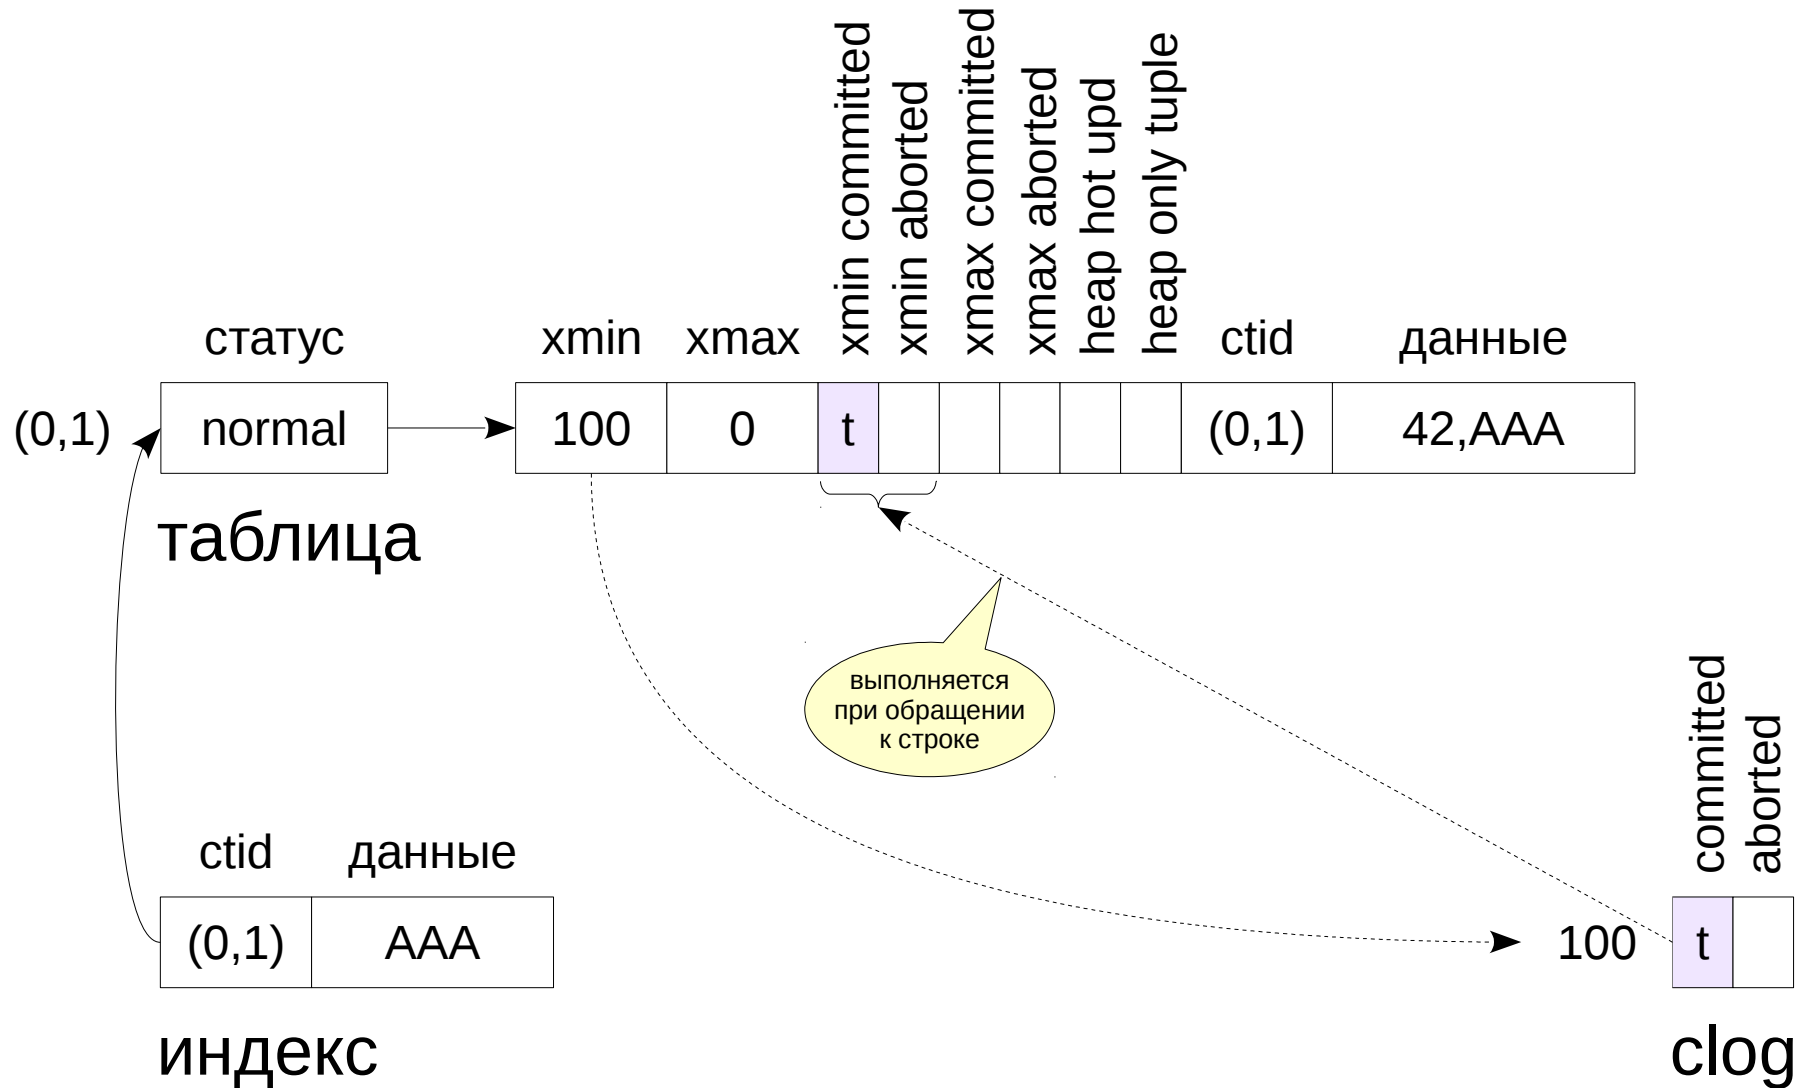 xmin committed
xmin aborted
xmax committed
xmax aborted
heap hot upd
heap only tuple
статус
xmin
xmax
ctid
данные
(0,1)
normal
100
0
t
(0,1)
42,AAA
таблица
выполняется
при обращении
к строке
committed
aborted
ctid
данные
(0,1)
AAA
100
t
индекс
clog